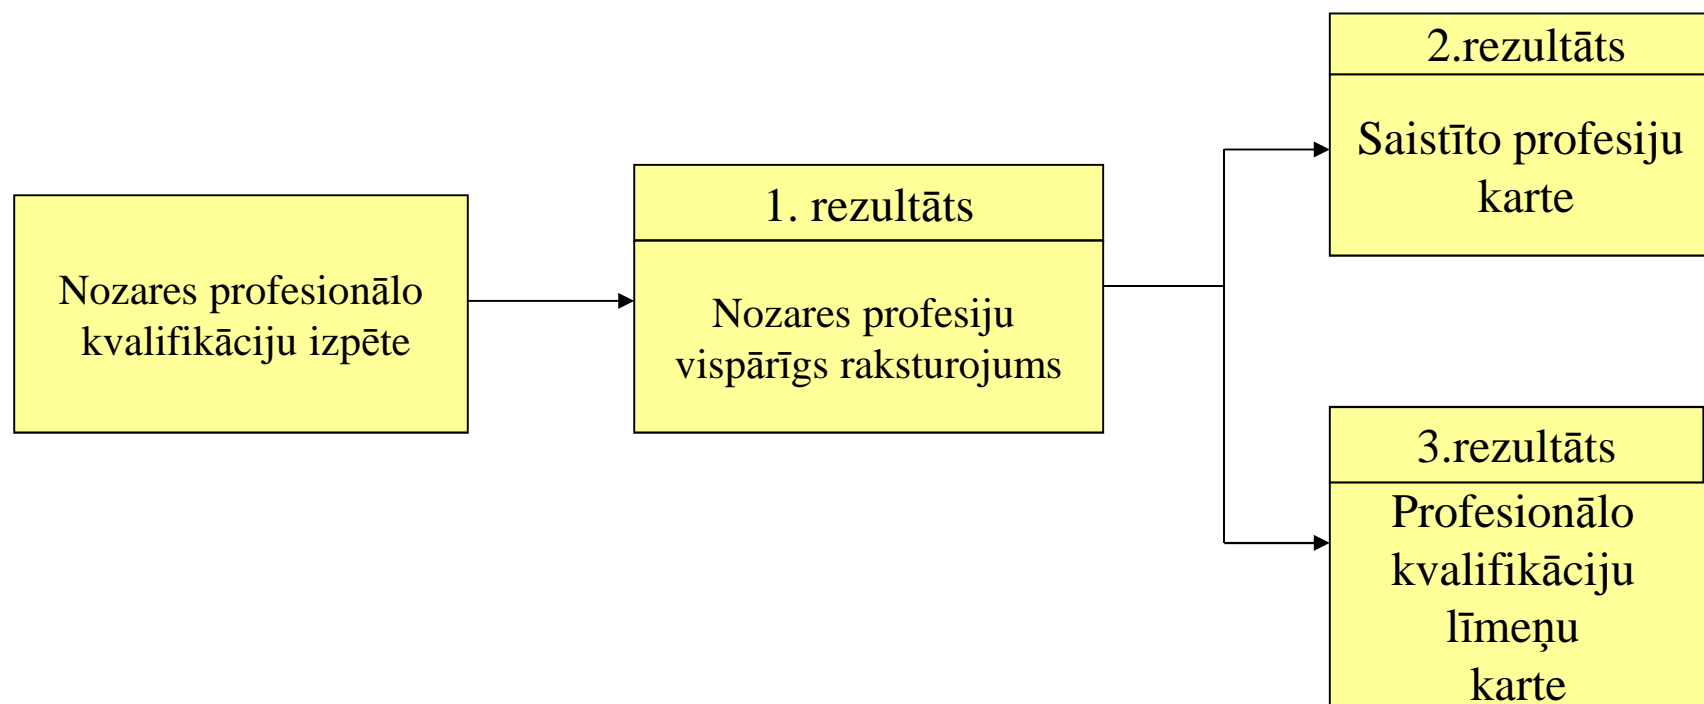 Nozares profesionālo
kvalifikāciju izpēte
1. rezultāts
Nozares profesiju
vispārīgs raksturojums
2.rezultāts
Saistīto profesiju
karte
3.rezultāts
Profesionālo
kvalifikāciju
līmeņu
karte